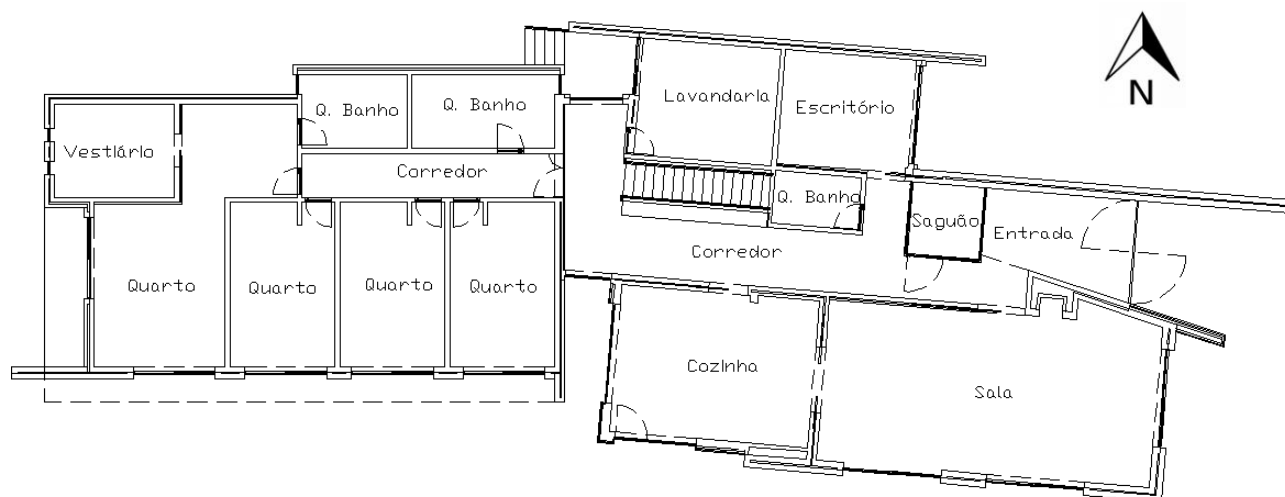 N
Lavandaria
Escritório
Q. Banho
Q. Banho
Vestiário
Corredor
Q. Banho
Saguão
Entrada
Corredor
Quarto
Quarto
Quarto
Quarto
Cozinha
Sala